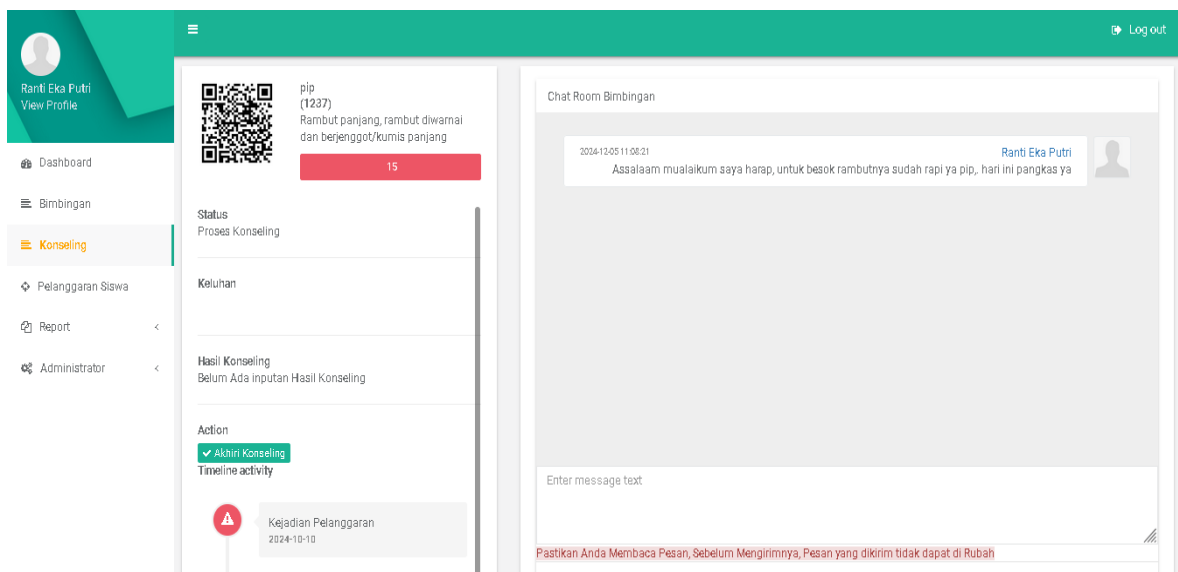 Log out
Ranti Eka Putri
View Profile
Dashboard
Bimbingan
Konseling
Pelanggaran Siswa
Report
Administrator
pip
(1237)
Rambut panjang, rambut diwarnai
dan berjenggot/kumis panjang
15
Status
Proses Konseling
Keluhan
Hasil Konseling
Belum Ada inputan Hasil Konseling
Action
Akhiri Konseling
Timeline activity
Kejadian Pelanggaran
2024-10-10
Chat Room Bimbingan
2024-12-05 11:08:21
Ranti Eka Putri
Assalaam mualaikum saya harap, untuk besok rambutnya sudah rapi ya pip,. hari ini pangkas ya
Enter message text
Pastikan Anda Membaca Pesan, Sebelum Mengirimnya, Pesan yang dikirim tidak dapat di Rubah